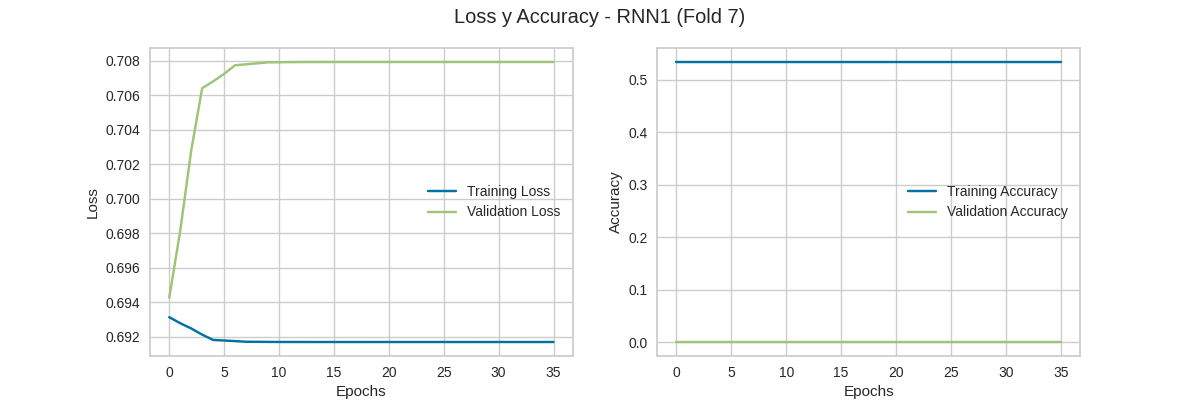 Loss y Accuracy - RNN1 (Fold 7)
0.708
0.706
0.704
0.702
0.700
0.698
0.696
0.694
0.692
Loss
Training Loss
Validation Loss
0 5 10 15 20 25 30 35
Epochs
0.5
0.4
0.3
0.2
0.1
0.0
Accuracy
Training Accuracy
Validation Accuracy
0 5 10 15 20 25 30 35
Epochs